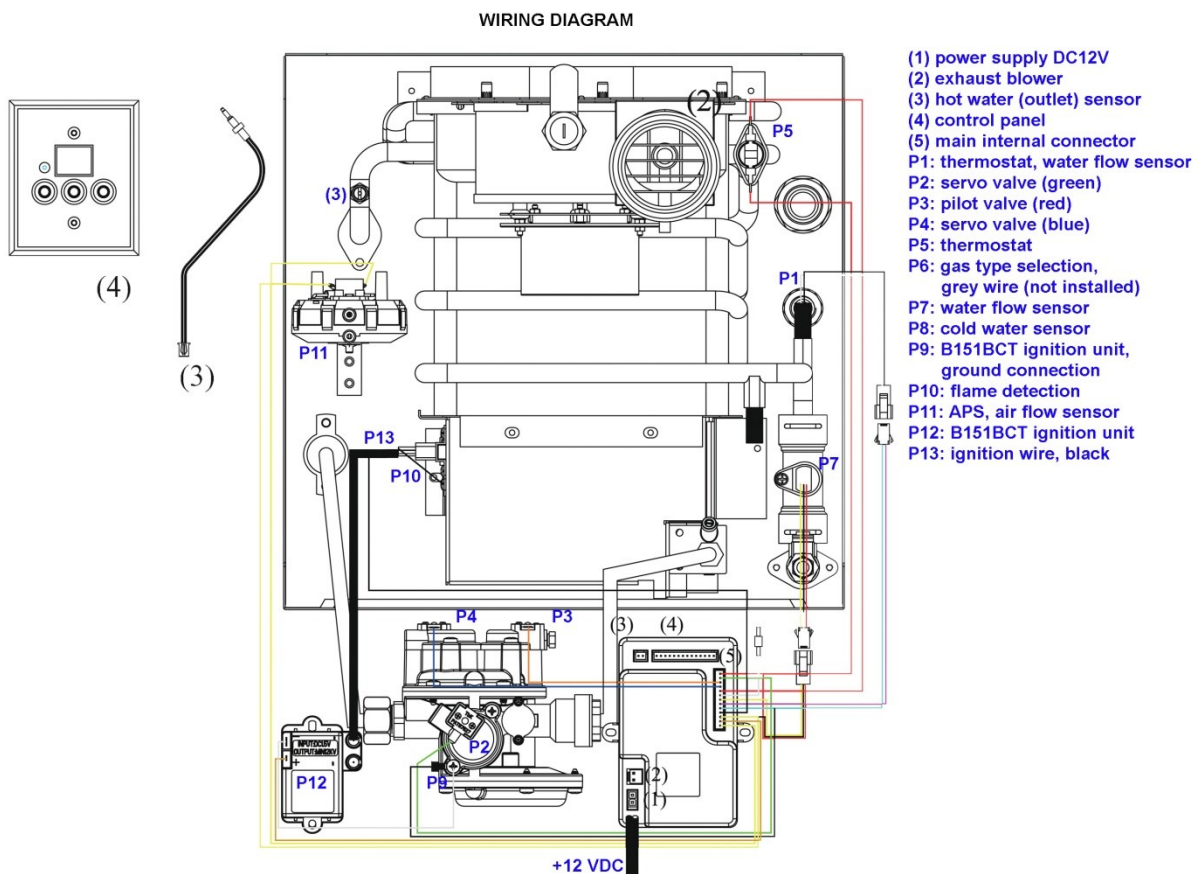 WIRING DIAGRAM
(1) power supply DC12V
(2) exhaust blower
(3) hot water (outlet) sensor
(4) control panel
(5) main internal connector
P1: thermostat, water flow sensor
P2: servo valve (green)
P3: pilot valve (red)
P4: servo valve (blue)
P5: thermostat
P6: gas type selection,
grey wire (not installed)
P7: water flow sensor
P8: cold water sensor
P9: B151BCT ignition unit,
ground connection
P10: flame detection
P11: APS, air flow sensor
P12: B151BCT ignition unit
P13: ignition wire, black
(2)
P5
(3)
(4)
P1
P11
(3)
P13
P10
P7
P4
P3
(3)
(4)
(5)
P2
P9
P12
(2)
(1)
+12 VDC